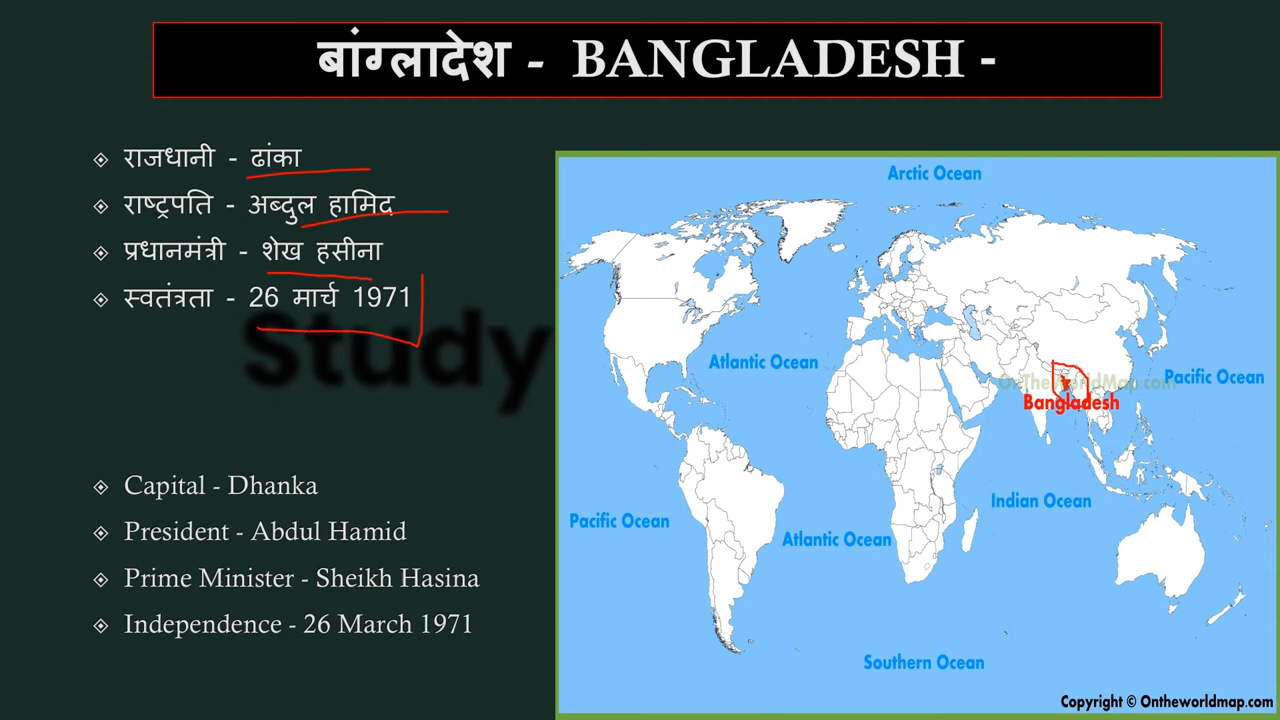 बांग्लादेश - BANGLADESH -
राजधानी - ढांका
राष्ट्रपति - अब्दुल हामिद
प्रधानमंत्री - शेख हसीना
स्वतंत्रता - 26 मार्च 1971
Study
Capital - Dhanka
President - Abdul Hamid
Prime Minister - Sheikh Hasina
Independence - 26 March 1971
Arctic Ocean
Atlantic Ocean
OnTheWorldMap.com
Pacific Ocean
Bangladesh
Indian Ocean
Pacific Ocean
Atlantic Ocean
Southern Ocean
Copyright © Ontheworldmap.com